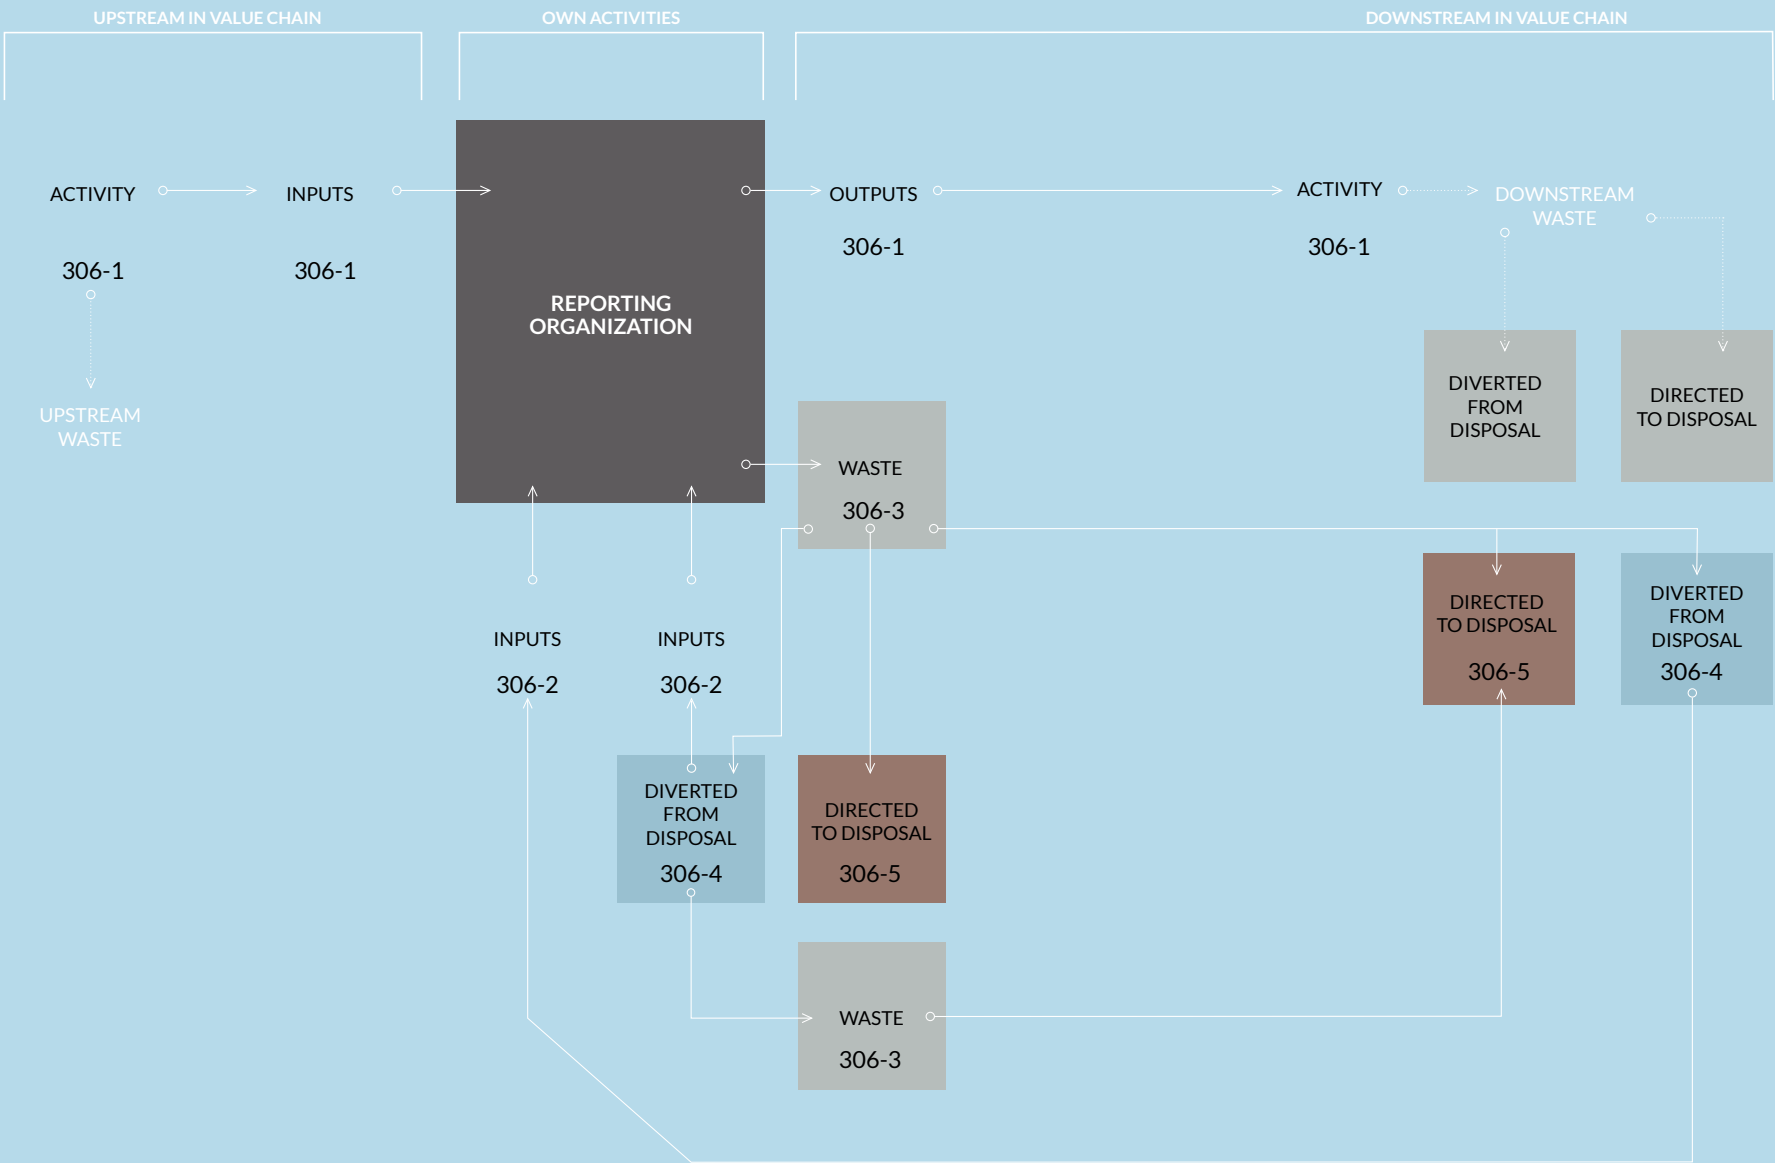 UPSTREAM IN VALUE CHAIN
OWN ACTIVITIES
DOWNSTREAM IN VALUE CHAIN
ACTIVITY
306-1
INPUTS
306-1
UPSTREAM
WASTE
REPORTING
ORGANIZATION
OUTPUTS
306-1
ACTIVITY
306-1
DOWNSTREAM
WASTE
DIVERTED
FROM
DISPOSAL
DIRECTED
TO DISPOSAL
WASTE
306-3
INPUTS
306-2
INPUTS
306-2
DIRECTED
TO DISPOSAL
306-5
DIVERTED
FROM
DISPOSAL
306-4
DIVERTED
FROM
DISPOSAL
306-4
DIRECTED
TO DISPOSAL
306-5
WASTE
306-3